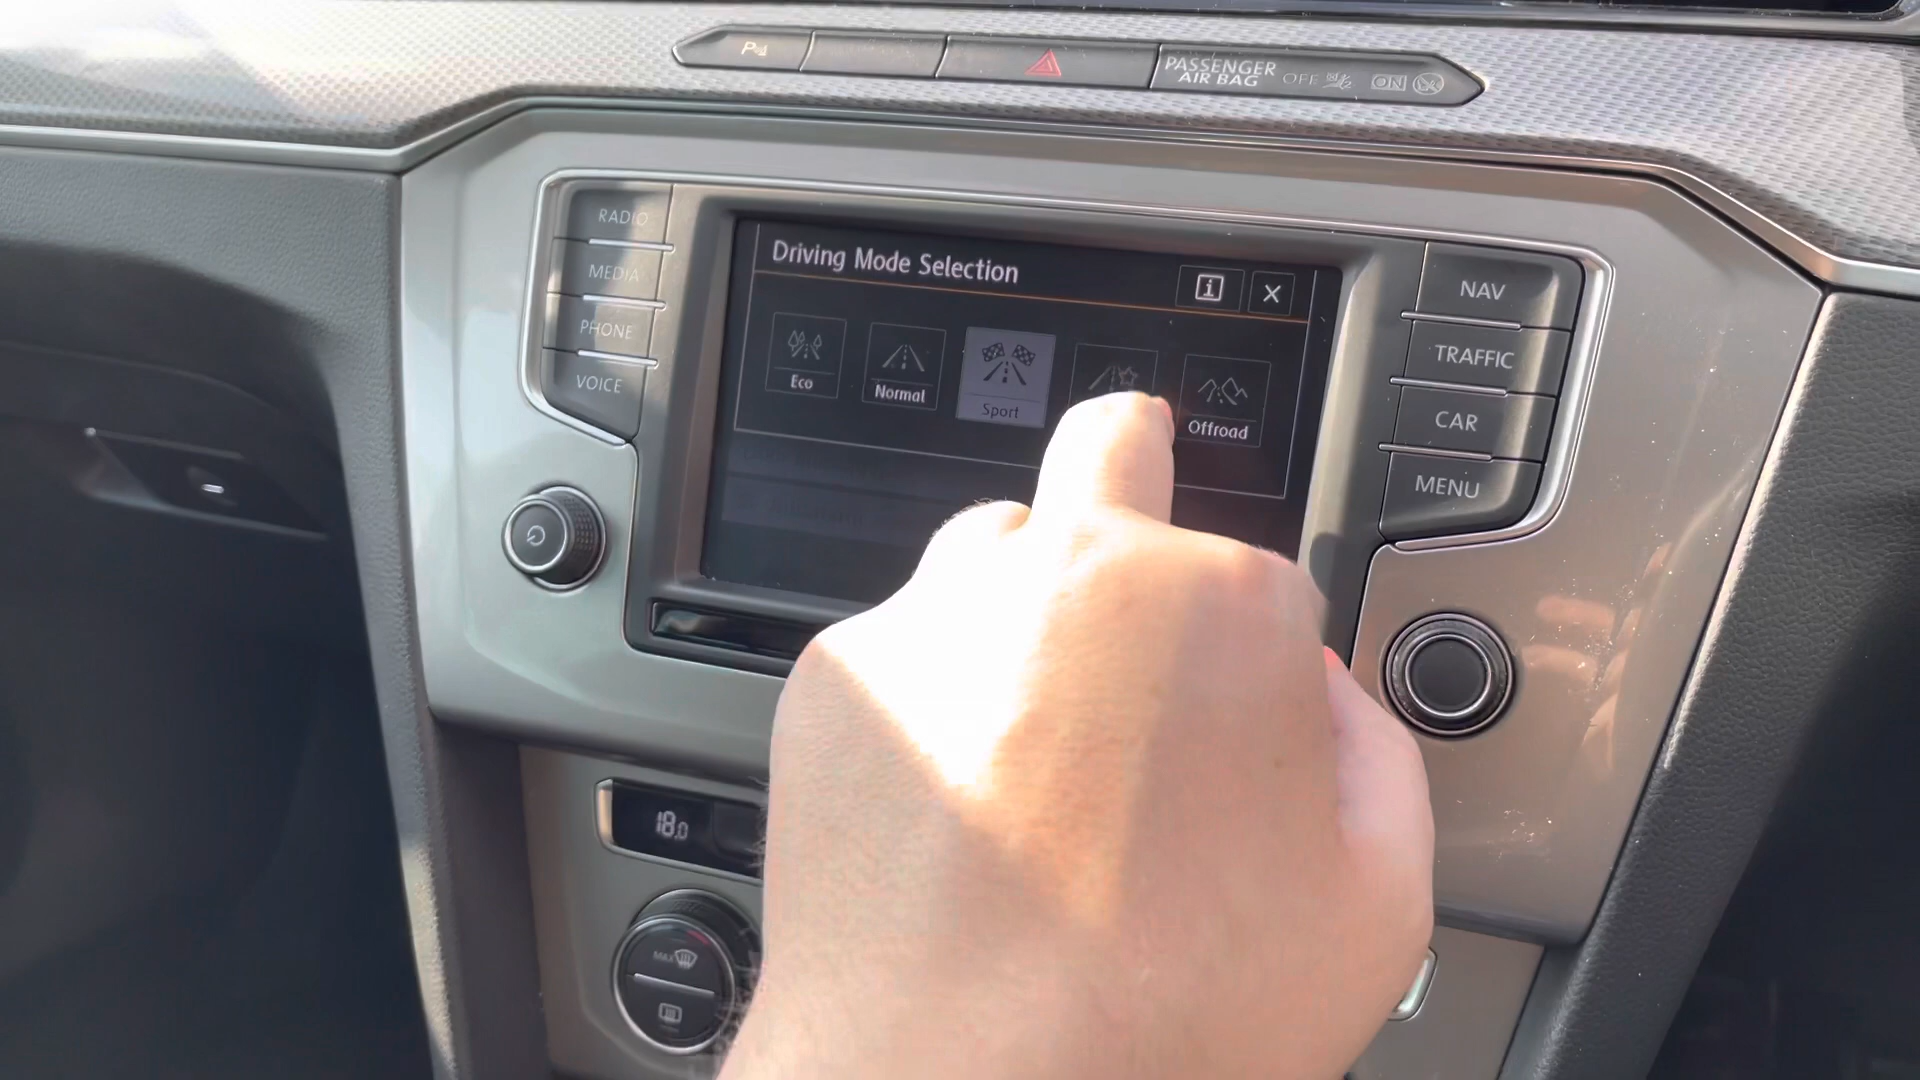 P
PASSENGER
AIR BAG OFF ON
RADIO
MEDIA
PHONE
VOICE
Driving Mode Selection
i X
Eco
Normal
Sport
Offroad
NAV
TRAFFIC
CAR
MENU
18.0
MAX